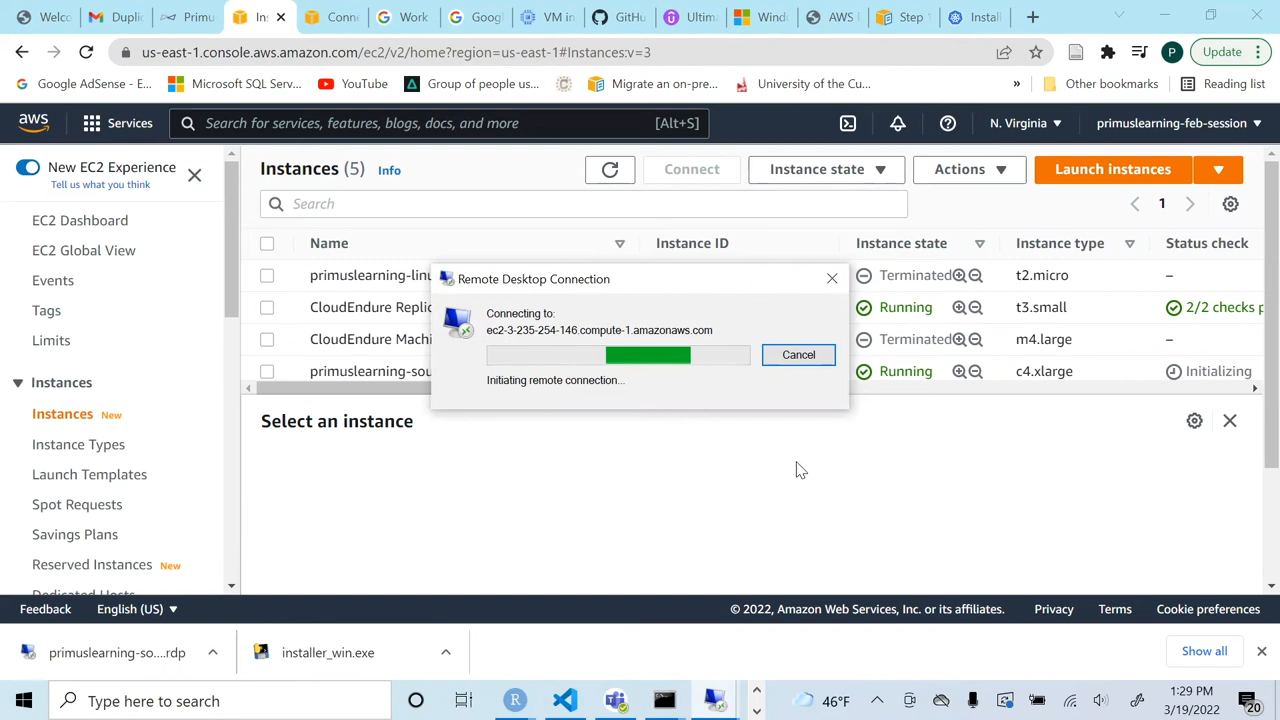 Welco
Dupli
Primu
Ins
Conne
Work
Goog
VM in
GitHu
Ultim
Wind
AWS
Step
Install
us-east-1.console.aws.amazon.com/ec2/v2/home?region=us-east-1#Instances:v=3
P
Update
Google AdSense - E...
Microsoft SQL Serv...
YouTube
Group of people us...
Migrate an on-pre...
University of the Cu...
»
Other bookmarks
Reading list
aws
Services
Search for services, features, blogs, docs, and more
[Alt+S]
N. Virginia
primuslearning-feb-session
New EC2 Experience
Tell us what you think
EC2 Dashboard
EC2 Global View
Events
Tags
Limits
Instances
Instances New
Instance Types
Launch Templates
Spot Requests
Savings Plans
Reserved Instances New
Dedicated Hosts
Instances (5) Info
Connect
Instance state
Actions
Launch instances
Search
1
Name
Instance ID
Instance state
Instance type
Status check
primuslearning-linu
Terminated
t2.micro
–
CloudEndure Replic
Running
t3.small
2/2 checks p
CloudEndure Machi
Terminated
m4.large
–
primuslearning-sou
Running
c4.xlarge
Initializing
Remote Desktop Connection
Connecting to:
ec2-3-235-254-146.compute-1.amazonaws.com
Cancel
Initiating remote connection...
Select an instance
Feedback
English (US)
© 2022, Amazon Web Services, Inc. or its affiliates.
Privacy
Terms
Cookie preferences
primuslearning-so....rdp
installer_win.exe
Show all
Type here to search
R
46°F
1:29 PM
3/19/2022
20